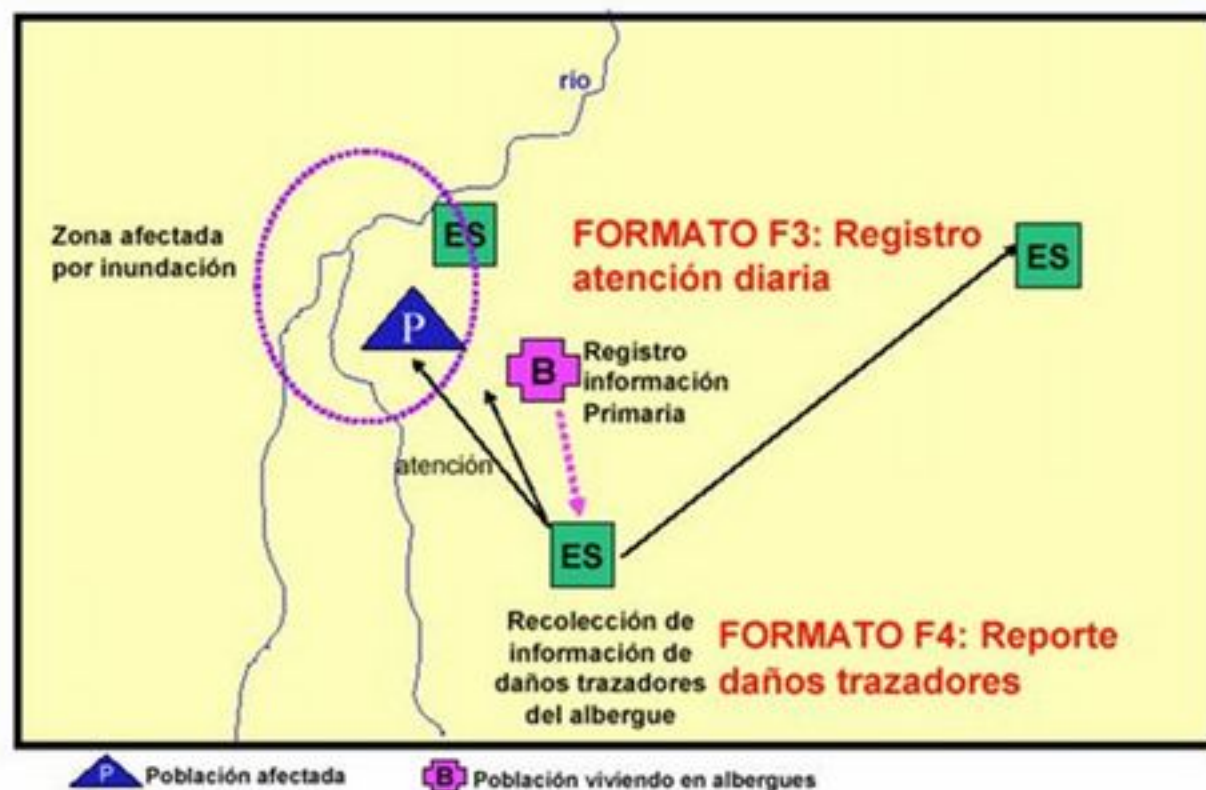 río
Zona afectada
por inundación
ES
FORMATO F3: Registro
atención diaria
ES
P
B
Registro
información
Primaria
atención
ES
Recolección de
información de
daños trazadores
del albergue
FORMATO F4: Reporte
daños trazadores
P Población afectada
B Población viviendo en albergues